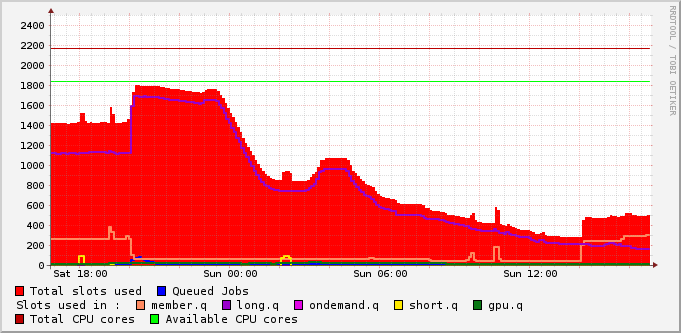 2400
2200
2000
1800
1600
1400
1200
1000
800
600
400
200
0
Sat 18:00 Sun 00:00 Sun 06:00 Sun 12:00
Total slots used Queued Jobs
Slots used in : member.q long.q ondemand.q short.q gpu.q
Total CPU cores Available CPU cores
RRDTOOL / TOBI OETIKER